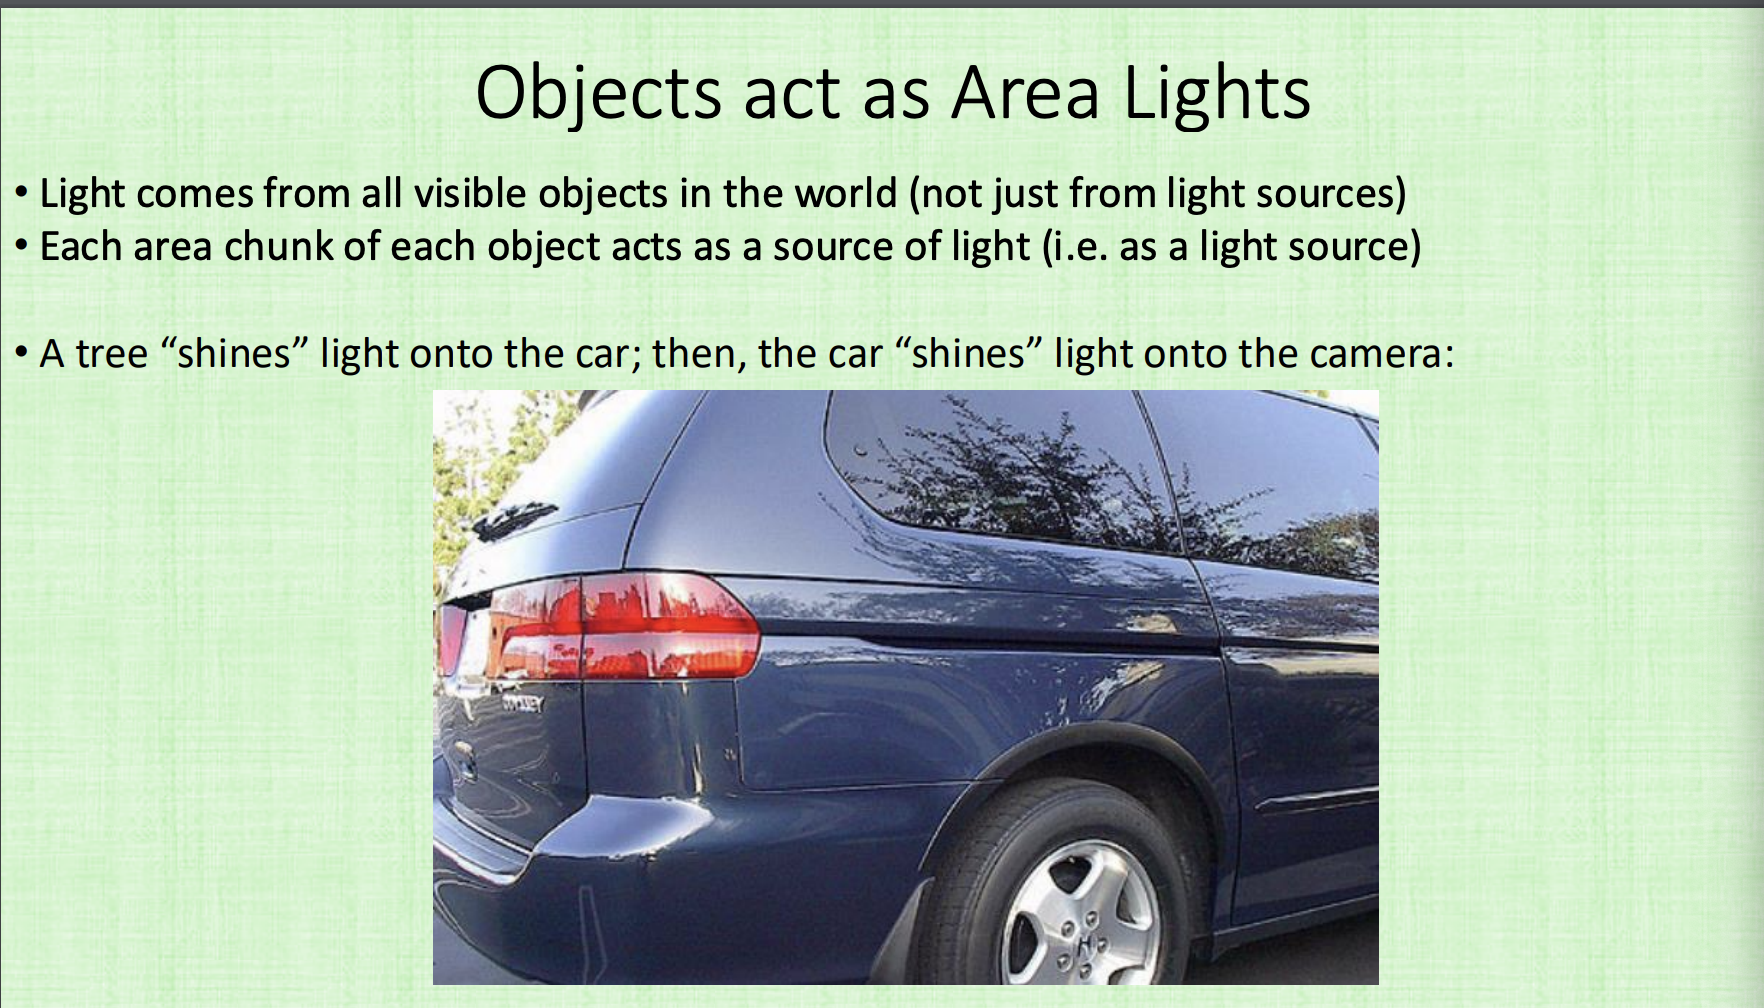 Objects act as Area Lights
• Light comes from all visible objects in the world (not just from light sources)
• Each area chunk of each object acts as a source of light (i.e. as a light source)
• A tree “shines” light onto the car; then, the car “shines” light onto the camera: